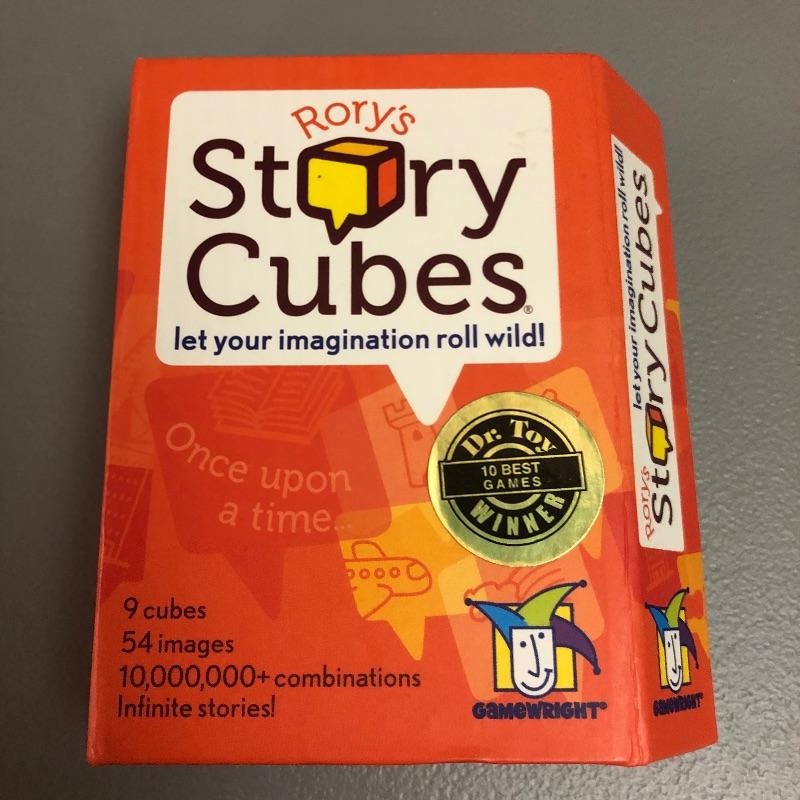 Rory's
Story
Cubes®
let your imagination roll wild!
Once upon
a time...
Dr. Toy
10 BEST
GAMES
WINNER
9 cubes
54 images
10,000,000+ combinations
Infinite stories!
GAMEWRIGHT®
Rory's
Story Cubes
let your imagination roll wild!
GAMEWRIGHT®